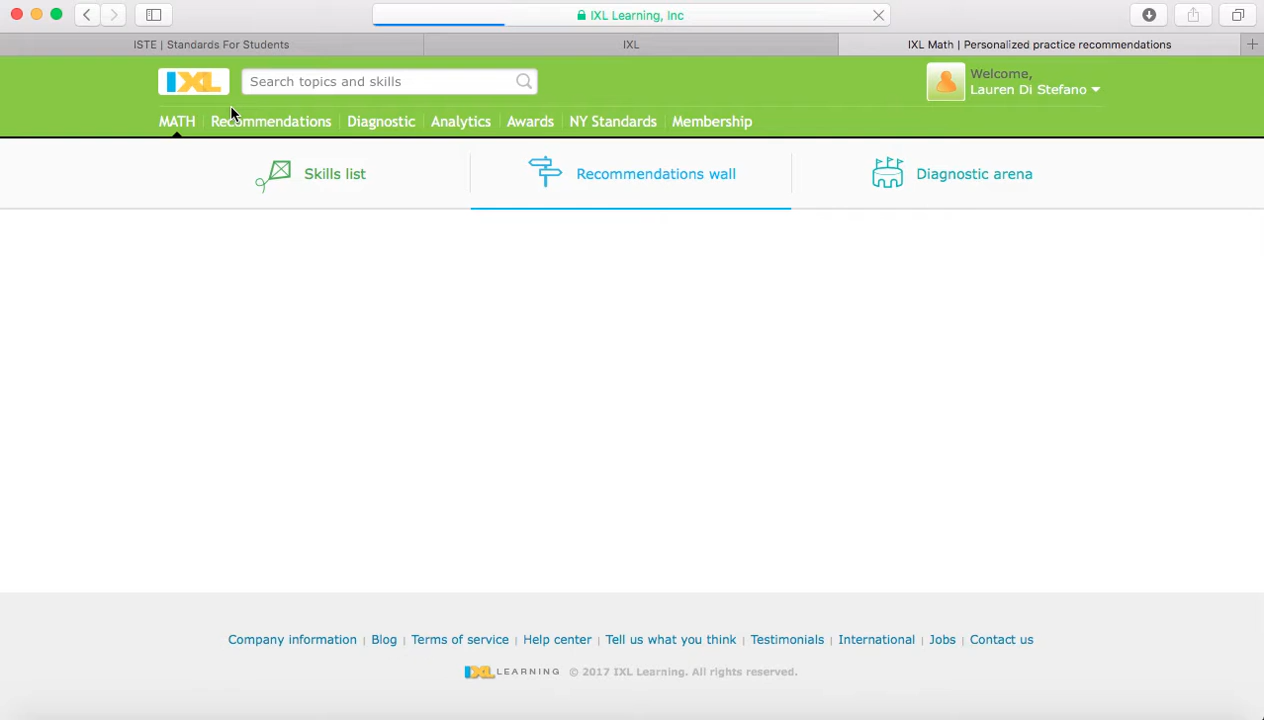 IXL Learning, Inc
ISTE | Standards For Students
IXL
IXL Math | Personalized practice recommendations
IXL
Search topics and skills
Welcome,
Lauren Di Stefano
MATH
Recommendations
Diagnostic
Analytics
Awards
NY Standards
Membership
Skills list
Recommendations wall
Diagnostic arena
Company information | Blog | Terms of service | Help center | Tell us what you think | Testimonials | International | Jobs | Contact us
IXL LEARNING © 2017 IXL Learning. All rights reserved.